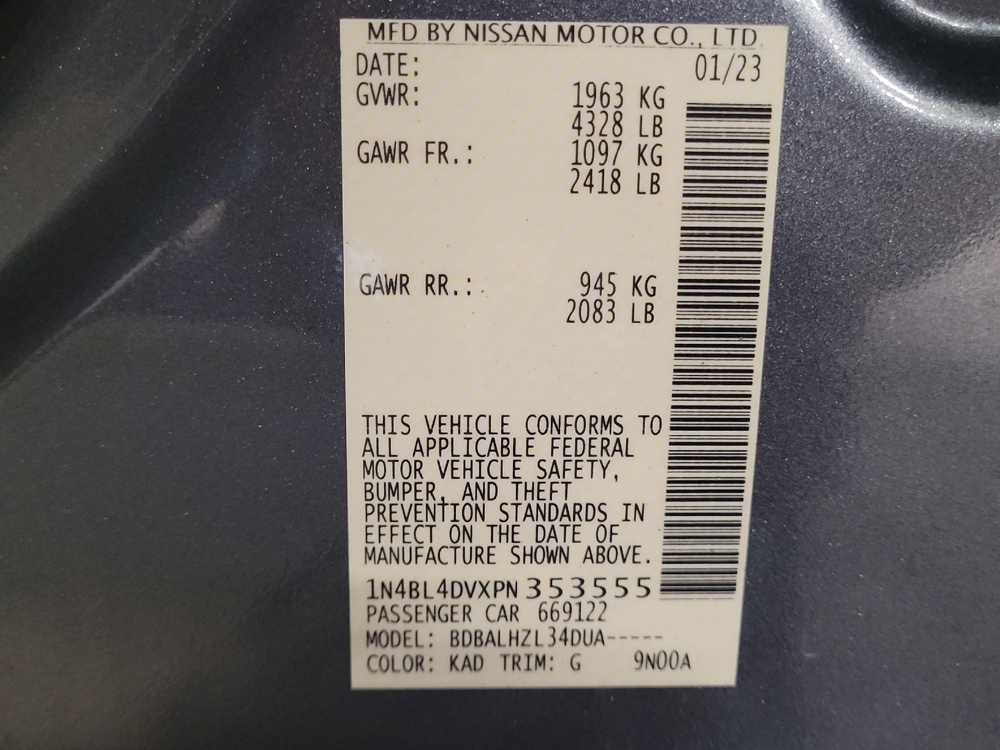 MFD BY NISSAN MOTOR CO., LTD.
DATE: 01/23
GVWR: 1963 KG
4328 LB
GAWR FR.: 1097 KG
2418 LB
GAWR RR.: 945 KG
2083 LB
THIS VEHICLE CONFORMS TO
ALL APPLICABLE FEDERAL
MOTOR VEHICLE SAFETY,
BUMPER, AND THEFT
PREVENTION STANDARDS IN
EFFECT ON THE DATE OF
MANUFACTURE SHOWN ABOVE.
1N4BL4DVXPN353555
PASSENGER CAR 669122
MODEL: BDBALHZL34DUA-----
COLOR: KAD TRIM: G 9N00A